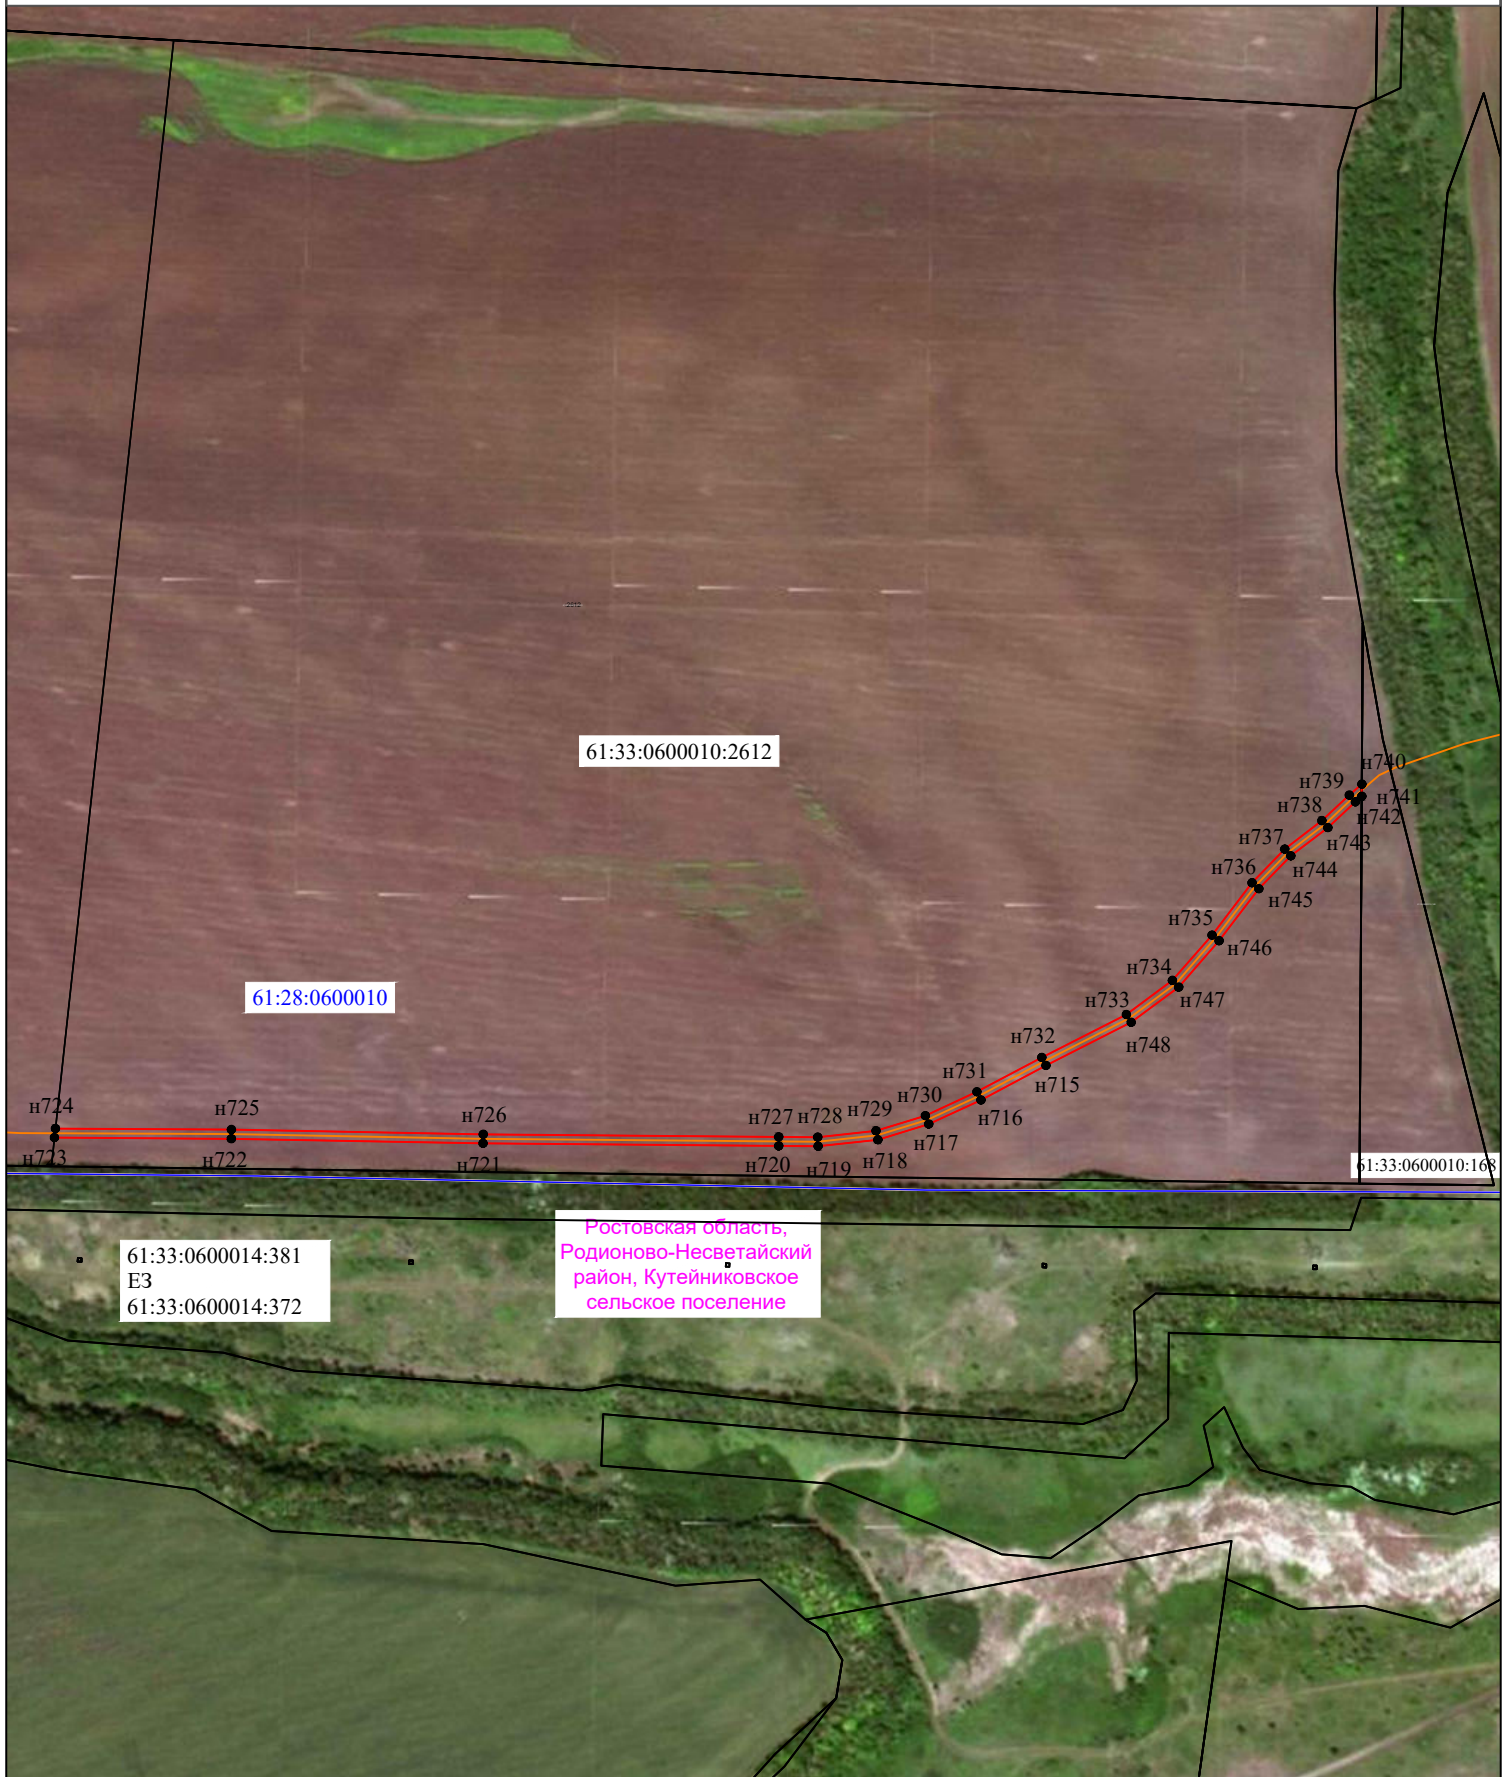 61:33:0600010:2612
н740
н739
н741
н738
н742
н737
н743
н744
н736
н745
н735
н746
н734
н747
н733
н748
н732
н715
н731
н716
н730
н717
н729
н718
н728
н719
н727
н720
н726
н721
н725
н722
н724
н723
61:28:0600010
61:33:0600010:168
Ростовская область,
Родионово-Несветайский
район, Кутейниковское
сельское поселение
61:33:0600014:381
ЕЗ
61:33:0600014:372